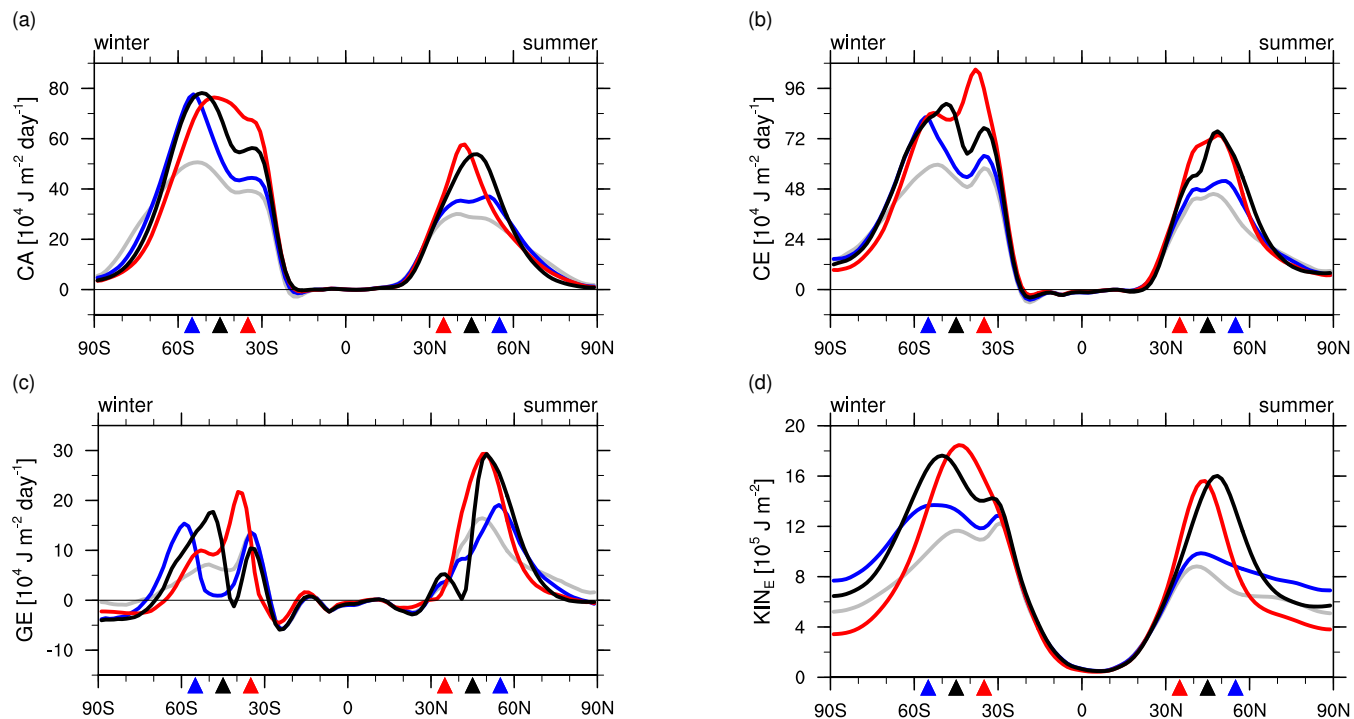 (a)
winter summer
CA [10⁴ J m⁻² day⁻¹]
80
60
40
20
0
90S 60S 30S 0 30N 60N 90N
(b)
winter summer
CE [10⁴ J m⁻² day⁻¹]
96
72
48
24
0
90S 60S 30S 0 30N 60N 90N
(c)
winter summer
GE [10⁴ J m⁻² day⁻¹]
30
20
10
0
-10
90S 60S 30S 0 30N 60N 90N
(d)
winter summer
KIN_E [10⁵ J m⁻²]
20
16
12
8
4
0
90S 60S 30S 0 30N 60N 90N